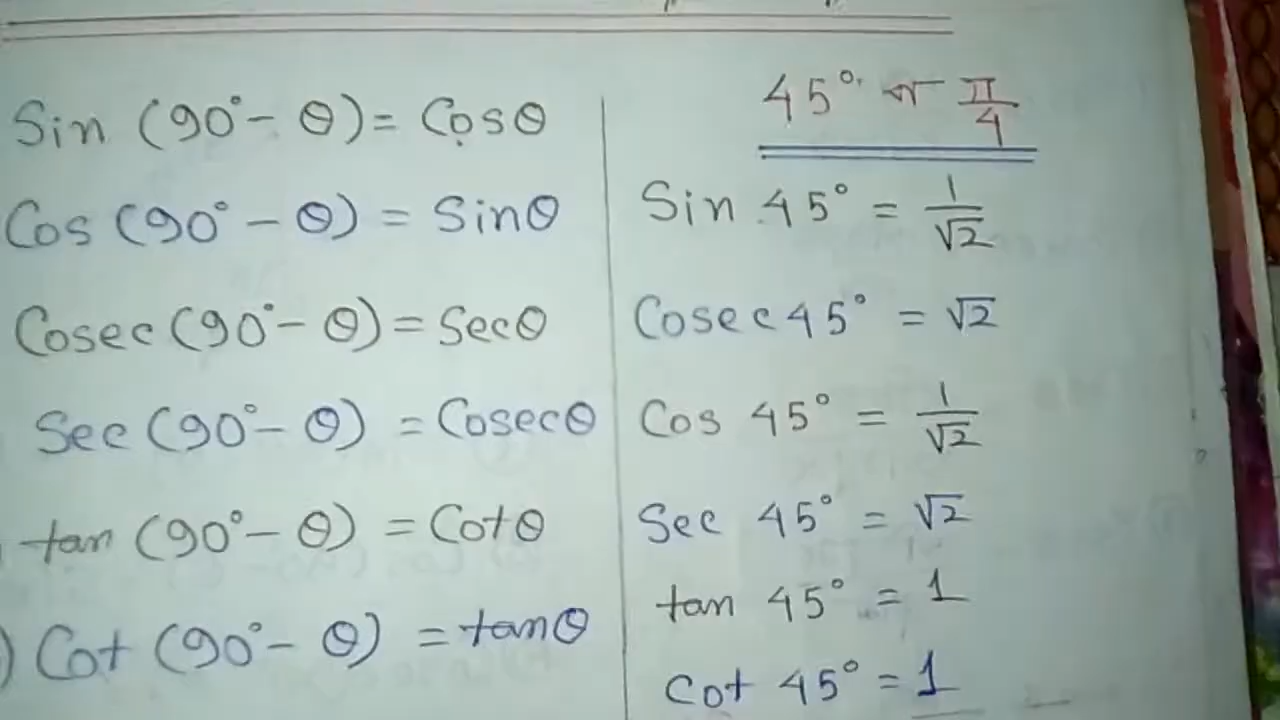 Sin (90° - θ) = Cosθ
Cos (90° - θ) = Sinθ
Cosec (90° - θ) = Secθ
Sec (90° - θ) = Cosecθ
tan (90° - θ) = Cotθ
) Cot (90° - θ) = tanθ
45° বা π/4
Sin 45° = 1/√2
Cosec 45° = √2
Cos 45° = 1/√2
Sec 45° = √2
tan 45° = 1
Cot 45° = 1